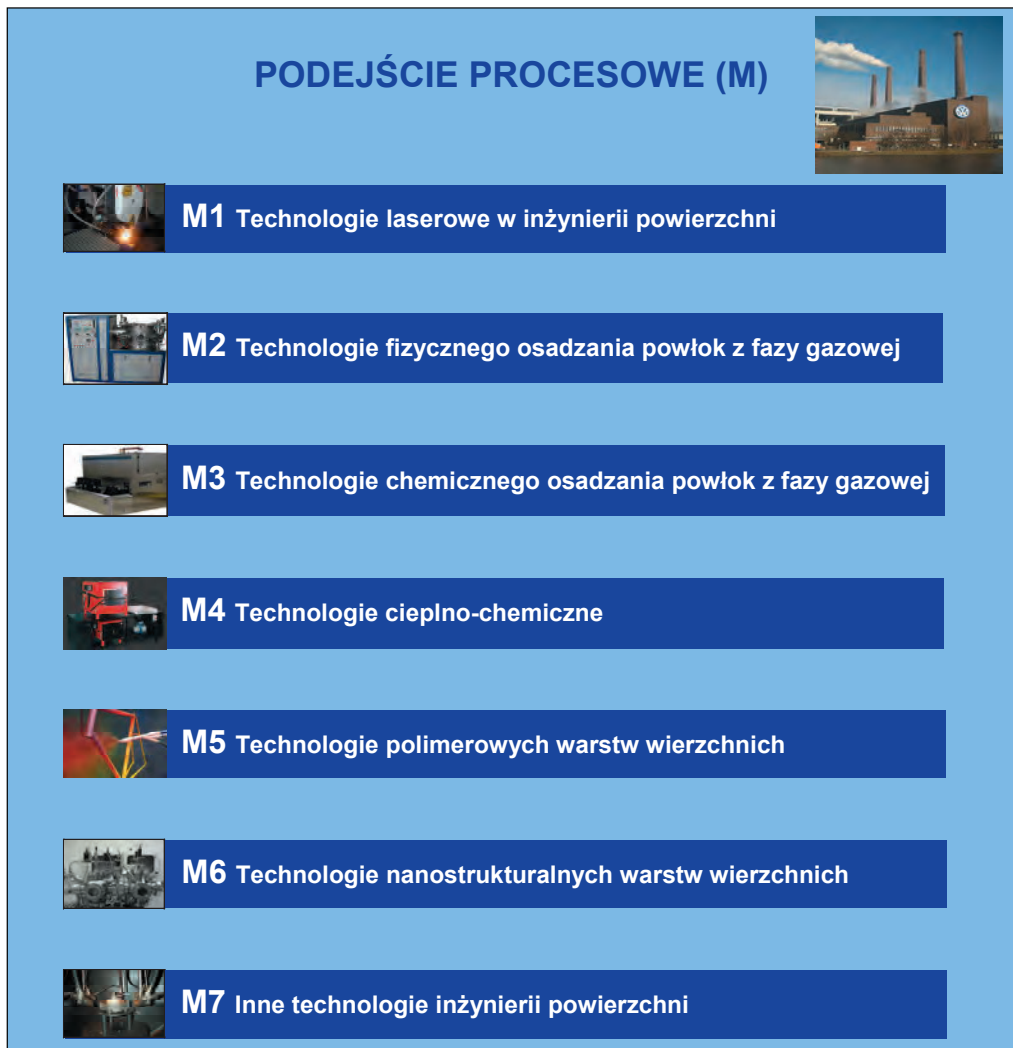 PODEJŚCIE PROCESOWE (M)
M1 Technologie laserowe w inżynierii powierzchni
M2 Technologie fizycznego osadzania powłok z fazy gazowej
M3 Technologie chemicznego osadzania powłok z fazy gazowej
M4 Technologie cieplno-chemiczne
M5 Technologie polimerowych warstw wierzchnich
M6 Technologie nanostrukturalnych warstw wierzchnich
M7 Inne technologie inżynierii powierzchni